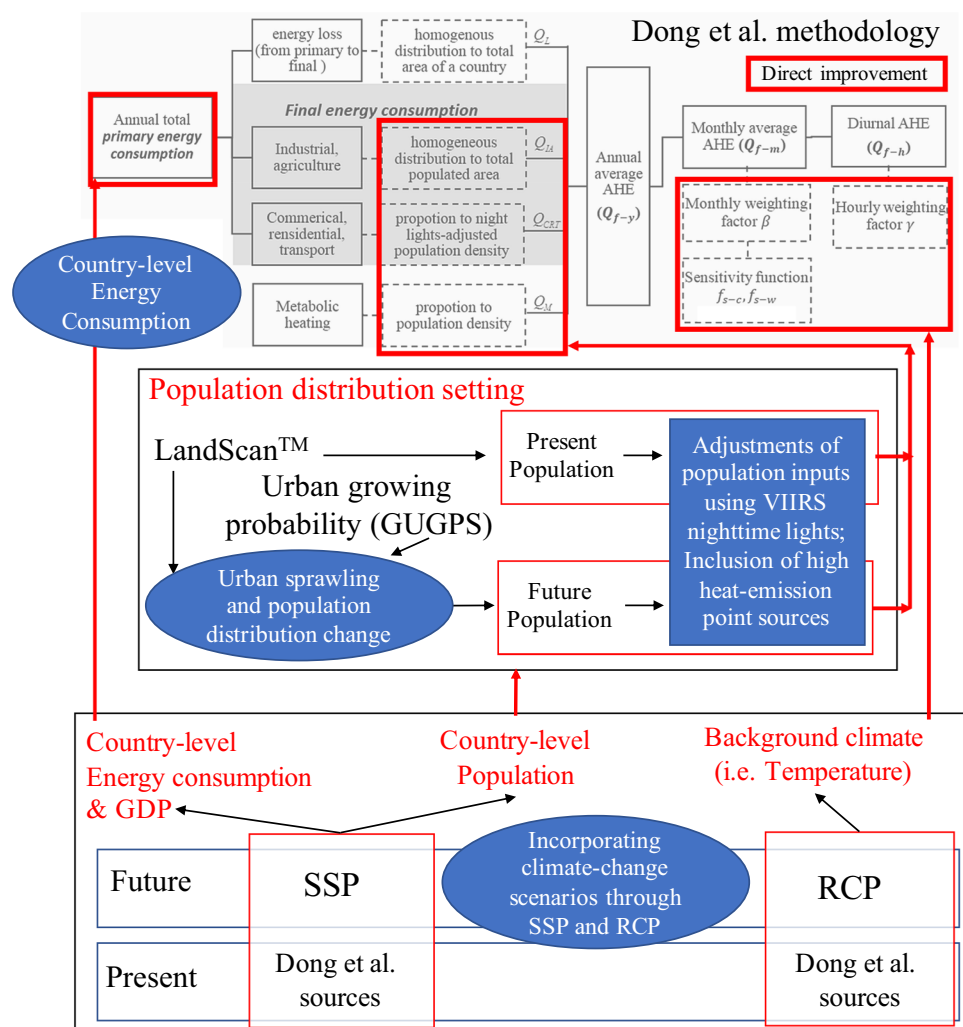 Dong et al. methodology
Direct improvement
energy loss
(from primary to
final )
homogenous
distribution to total
area of a country
Q_L
Final energy consumption
Annual total
primary energy
consumption
Industrial,
agriculture
homogeneous
distribution to total
populated area
Q_IA
Commerical,
rensidential,
transport
propotion to night
lights-adjusted
population density
Q_CRT
Metabolic
heating
propotion to
population density
Q_M
Annual
average
AHE
(Q_f−y)
Monthly average
AHE (Q_f−m)
Diurnal AHE
(Q_f−h)
Monthly weighting
factor β
Hourly weighting
factor γ
Sensitivity function
f_s−c, f_s−w
Country-level
Energy
Consumption
Population distribution setting
LandScan™
Urban growing
probability (GUGPS)
Urban sprawling
and population
distribution change
Present
Population
Future
Population
Adjustments of
population inputs
using VIIRS
nighttime lights;
Inclusion of high
heat-emission
point sources
Country-level
Energy consumption
& GDP
Country-level
Population
Background climate
(i.e. Temperature)
Future
SSP
Incorporating
climate-change
scenarios through
SSP and RCP
RCP
Present
Dong et al.
sources
Dong et al.
sources